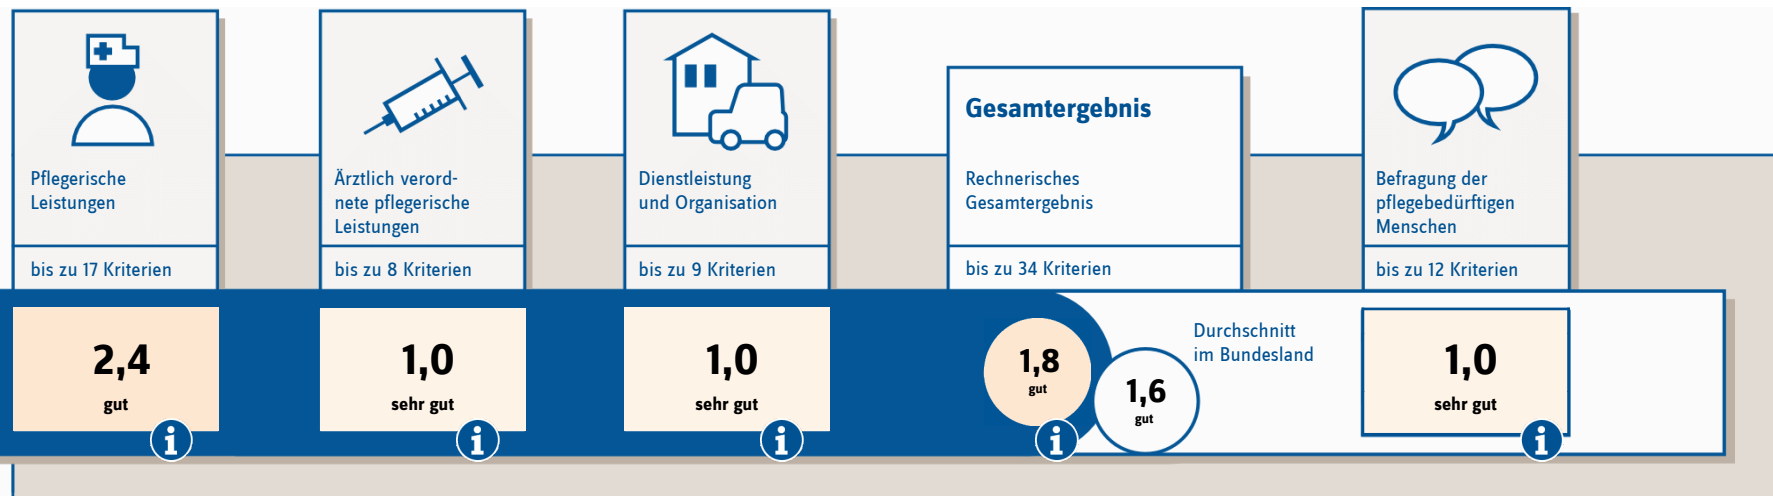 Pflegerische
Leistungen
bis zu 17 Kriterien
2,4
gut
i
Ärztlich verord-
nete pflegerische
Leistungen
bis zu 8 Kriterien
1,0
sehr gut
i
Dienstleistung
und Organisation
bis zu 9 Kriterien
1,0
sehr gut
i
Gesamtergebnis
Rechnerisches
Gesamtergebnis
bis zu 34 Kriterien
1,8
gut
i
Durchschnitt
im Bundesland
1,6
gut
Befragung der
pflegebedürftigen
Menschen
bis zu 12 Kriterien
1,0
sehr gut
i